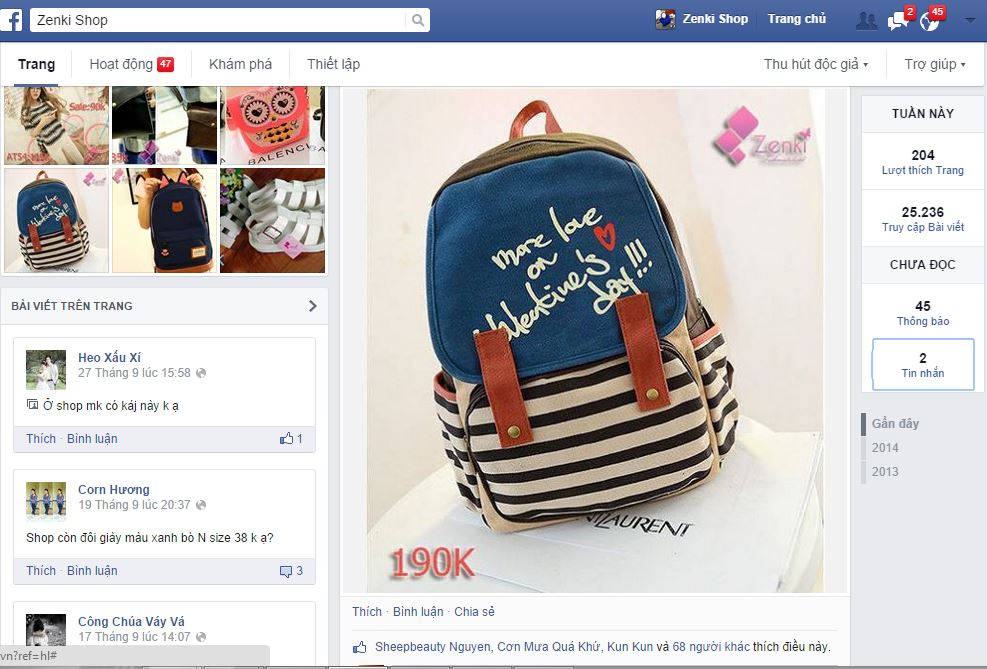 Zenki Shop
Zenki Shop
Trang chủ
2
45
Trang
Hoạt động 47
Khám phá
Thiết lập
Thu hút độc giả
Trợ giúp
Sale:90k
BALENCI
Zenki
more love
on
Valentine's
day!!!
LAURENT
190K
BÀI VIẾT TRÊN TRANG
Heo Xấu Xí
27 Tháng 9 lúc 15:58
Ở shop mk có káj này k ạ
Thích · Bình luận
1
Corn Hương
19 Tháng 9 lúc 20:37
Shop còn đôi giày màu xanh bò N size 38 k ạ?
Thích · Bình luận
3
Công Chúa Váy Vá
17 Tháng 9 lúc 14:07
vn?ref=hl#
Thích · Bình luận · Chia sẻ
Sheepbeauty Nguyen, Cơn Mưa Quá Khứ, Kun Kun và 68 người khác thích điều này.
TUẦN NÀY
204
Lượt thích Trang
25.236
Truy cập Bài viết
CHƯA ĐỌC
45
Thông báo
2
Tin nhắn
Gần đây
2014
2013